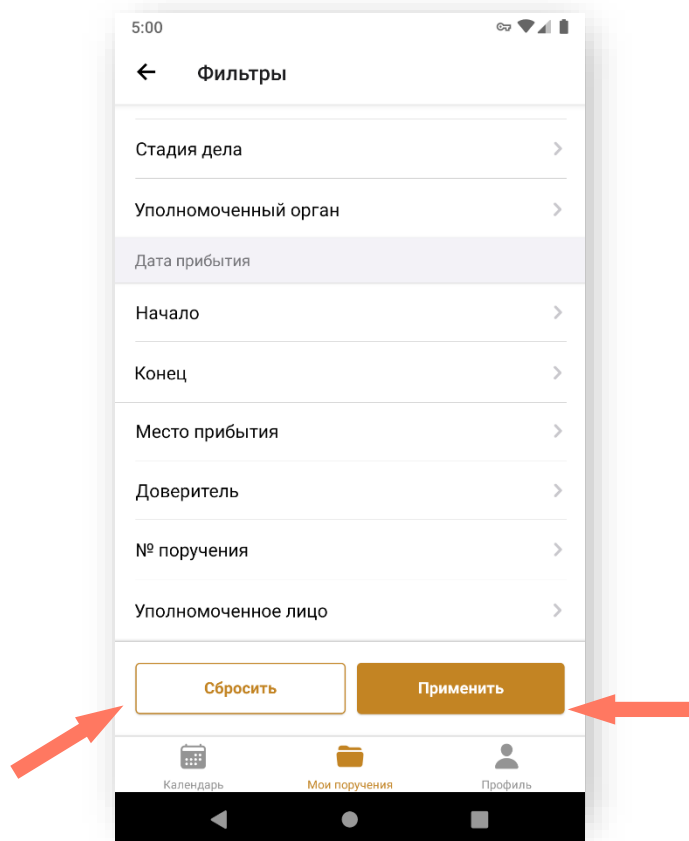 5:00
Фильтры
Стадия дела
Уполномоченный орган
Дата прибытия
Начало
Конец
Место прибытия
Доверитель
№ поручения
Уполномоченное лицо
Сбросить Применить
Календарь Мои поручения Профиль